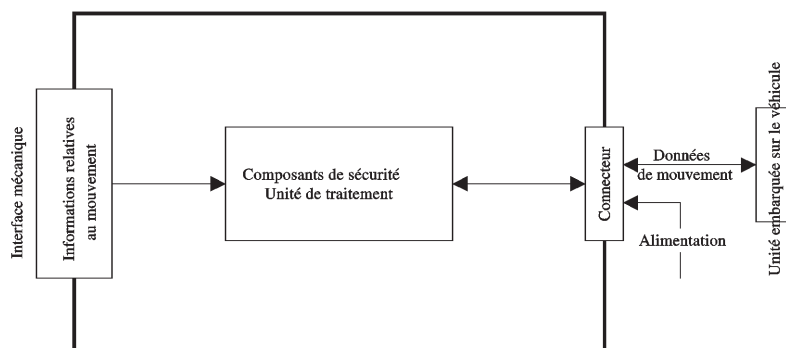 Interface mécanique
Informations relatives
au mouvement
Composants de sécurité
Unité de traitement
Connecteur
Données
de mouvement
Alimentation
Unité embarquée sur le véhicule